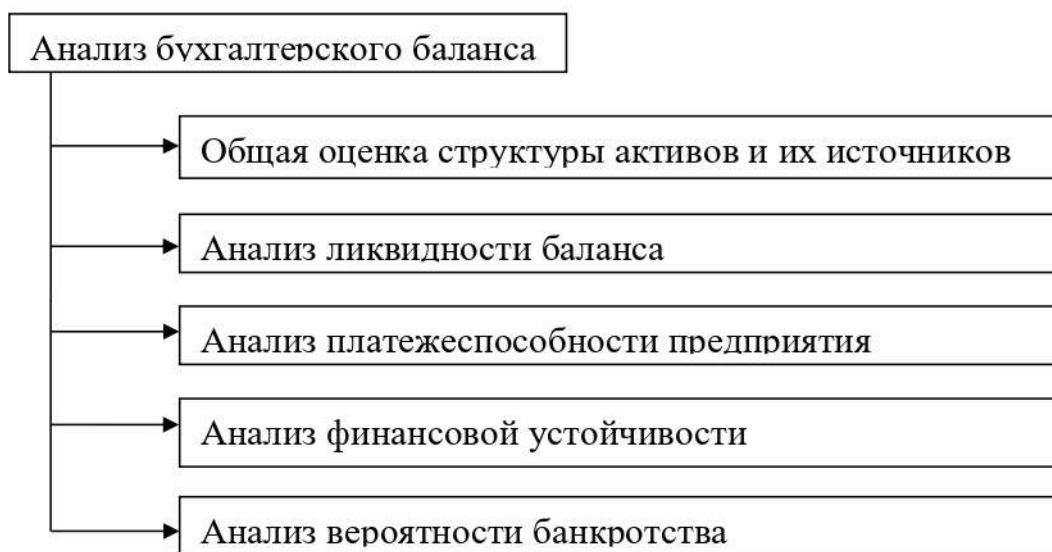 Анализ бухгалтерского баланса
Общая оценка структуры активов и их источников
Анализ ликвидности баланса
Анализ платежеспособности предприятия
Анализ финансовой устойчивости
Анализ вероятности банкротства